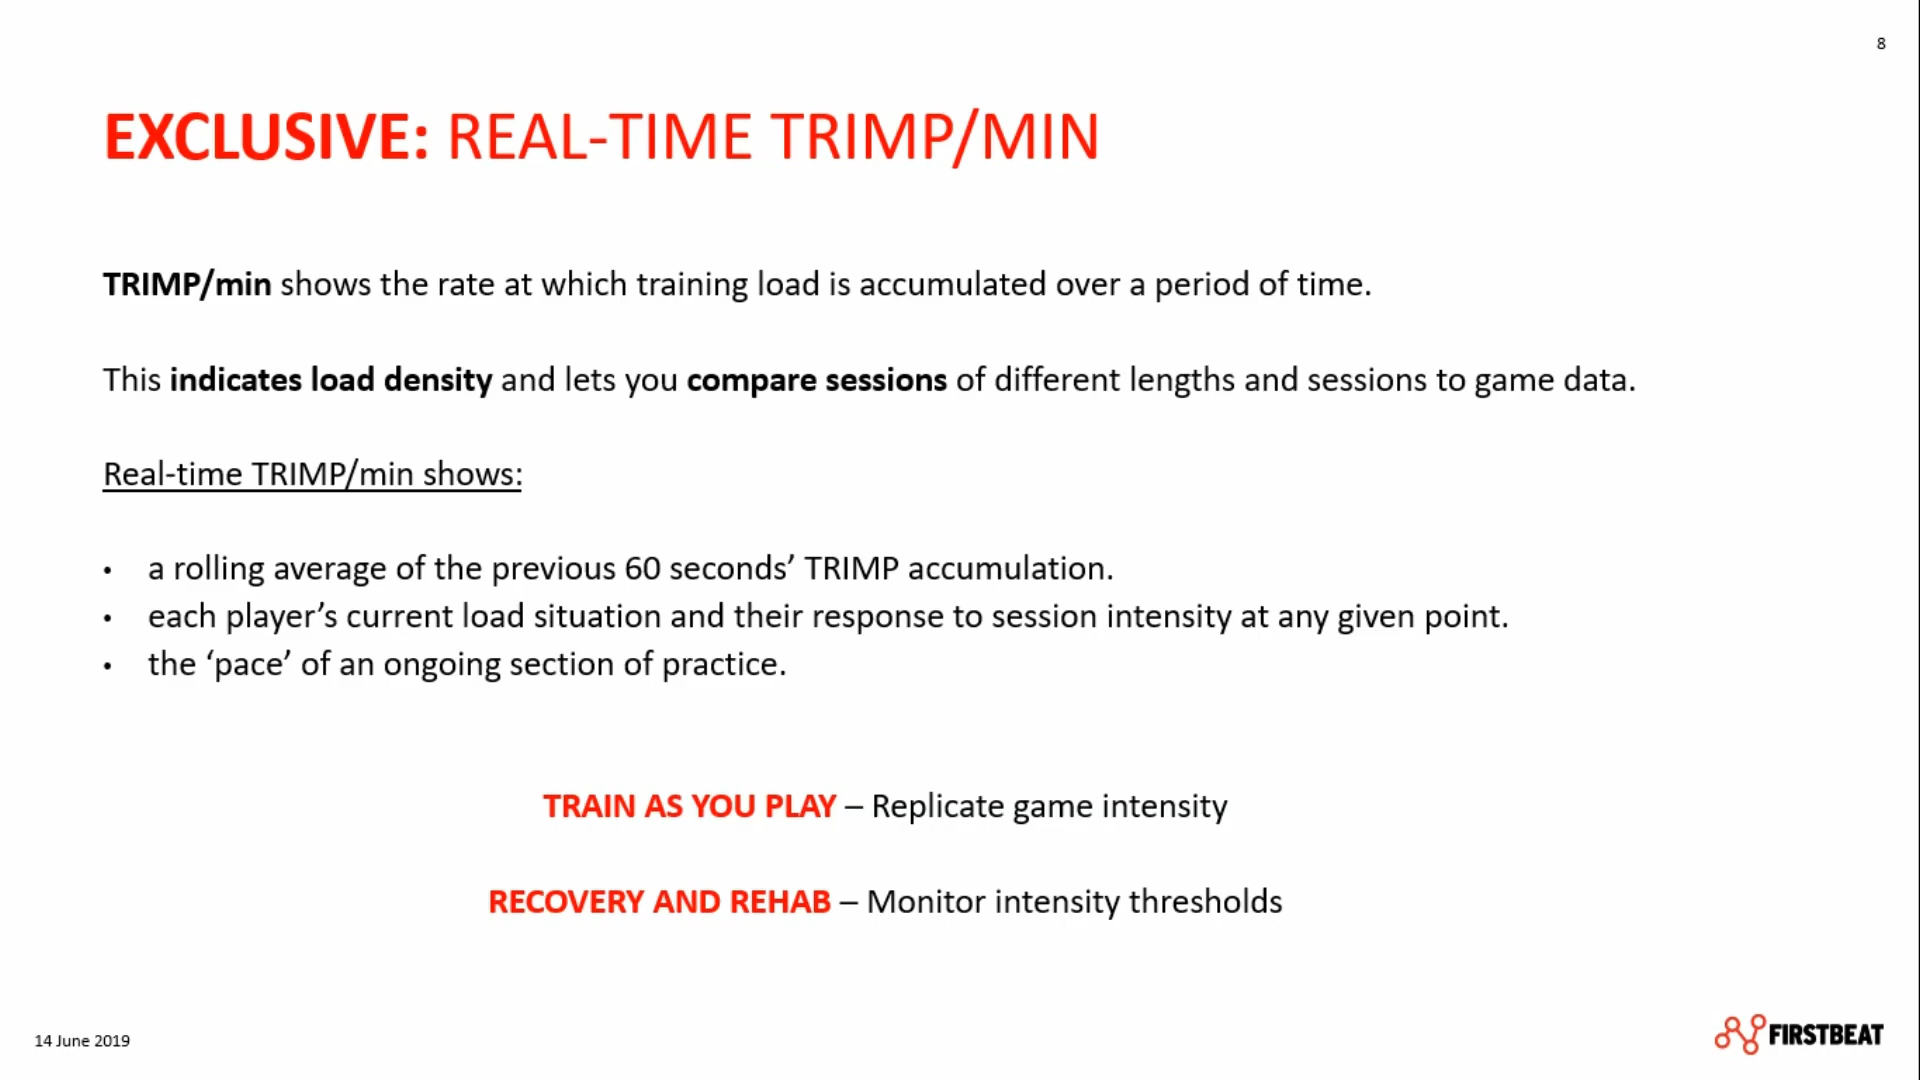 8
EXCLUSIVE: REAL-TIME TRIMP/MIN
TRIMP/min shows the rate at which training load is accumulated over a period of time.
This indicates load density and lets you compare sessions of different lengths and sessions to game data.
Real-time TRIMP/min shows:
• a rolling average of the previous 60 seconds’ TRIMP accumulation.
• each player’s current load situation and their response to session intensity at any given point.
• the ‘pace’ of an ongoing section of practice.
TRAIN AS YOU PLAY – Replicate game intensity
RECOVERY AND REHAB – Monitor intensity thresholds
14 June 2019
FIRSTBEAT